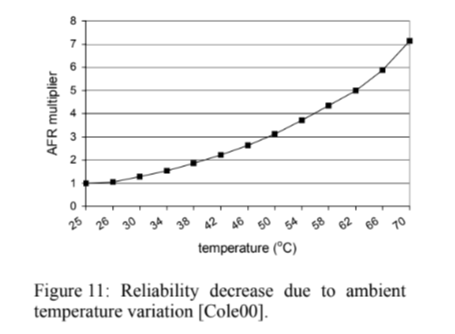 8
7
6
5
4
3
2
1
0
AFR multiplier
25 26 30 34 38 42 46 50 54 58 62 66 70
temperature (°C)
Figure 11: Reliability decrease due to ambient
temperature variation [Cole00].